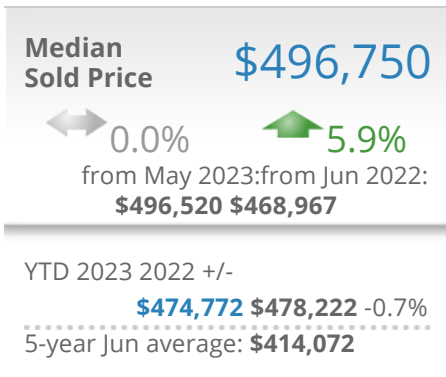 Median
Sold Price
$496,750
0.0%
5.9%
from May 2023:from Jun 2022:
$496,520 $468,967
YTD 2023 2022 +/-
$474,772 $478,222 -0.7%
5-year Jun average: $414,072